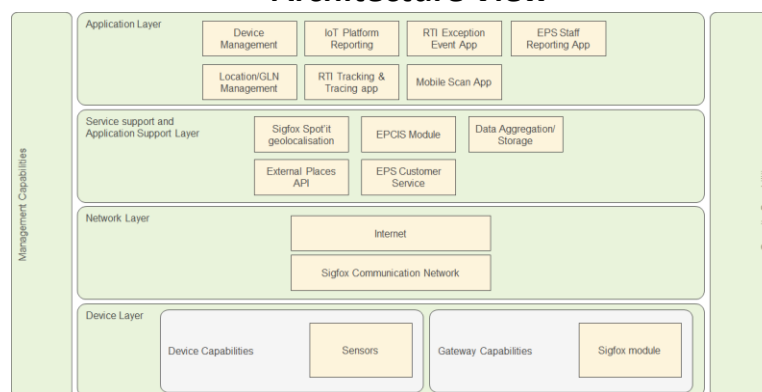 Architecture view
Application Layer
Device
Management
IoT Platform
Reporting
RTI Exception
Event App
EPS Staff
Reporting App
Location/GLN
Management
RTI Tracking &
Tracing app
Mobile Scan App
Service support and
Application Support Layer
Sigfox Spot'it
geolocalisation
EPCIS Module
Data Aggregation/
Storage
External Places
API
EPS Customer
Service
Management Capabilities
Network Layer
Internet
Sigfox Communication Network
Device Layer
Device Capabilities
Sensors
Gateway Capabilities
Sigfox module